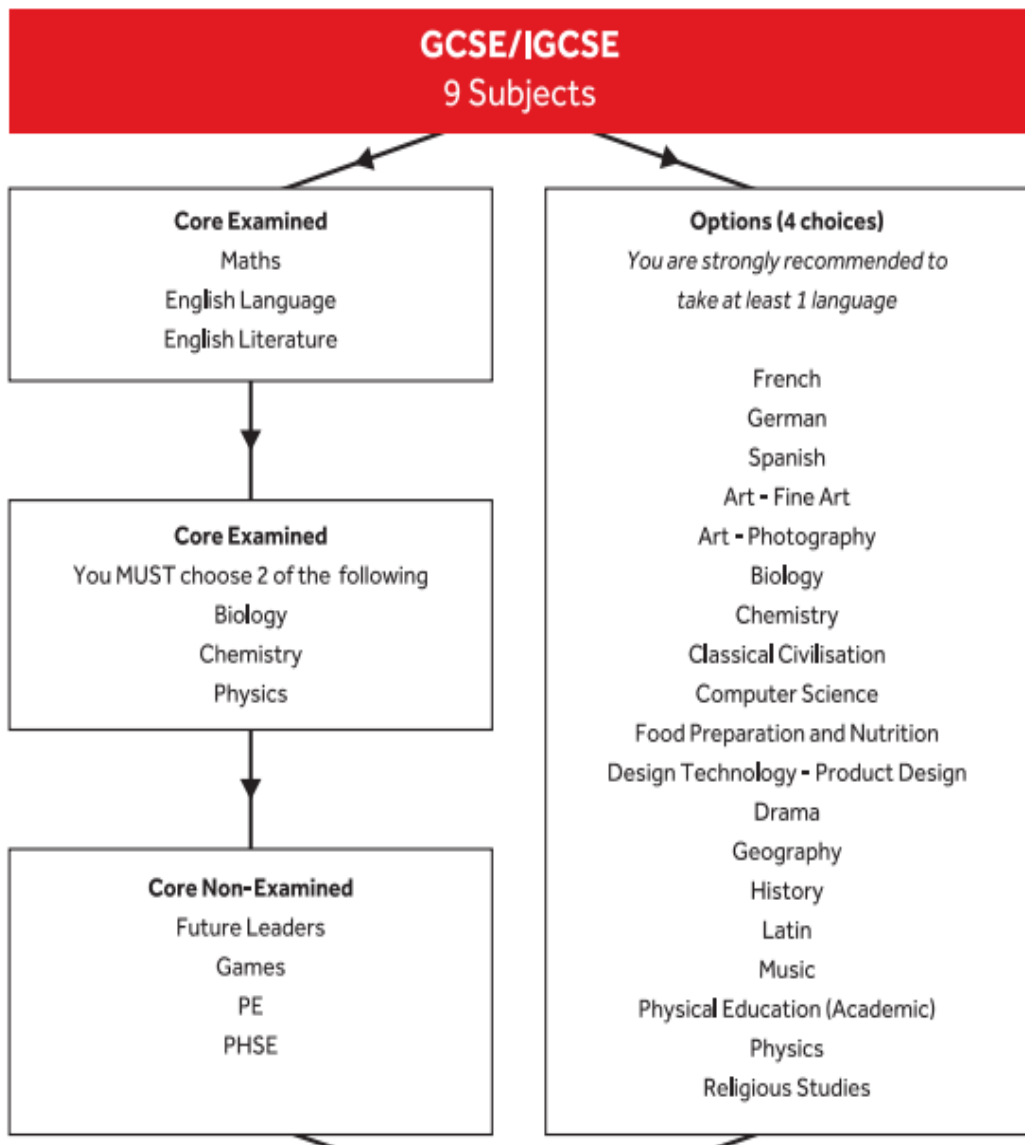 GCSE/IGCSE
9 Subjects
Core Examined
Maths
English Language
English Literature
Core Examined
You MUST choose 2 of the following
Biology
Chemistry
Physics
Core Non-Examined
Future Leaders
Games
PE
PHSE
Options (4 choices)
You are strongly recommended to
take at least 1 language
French
German
Spanish
Art - Fine Art
Art - Photography
Biology
Chemistry
Classical Civilisation
Computer Science
Food Preparation and Nutrition
Design Technology - Product Design
Drama
Geography
History
Latin
Music
Physical Education (Academic)
Physics
Religious Studies